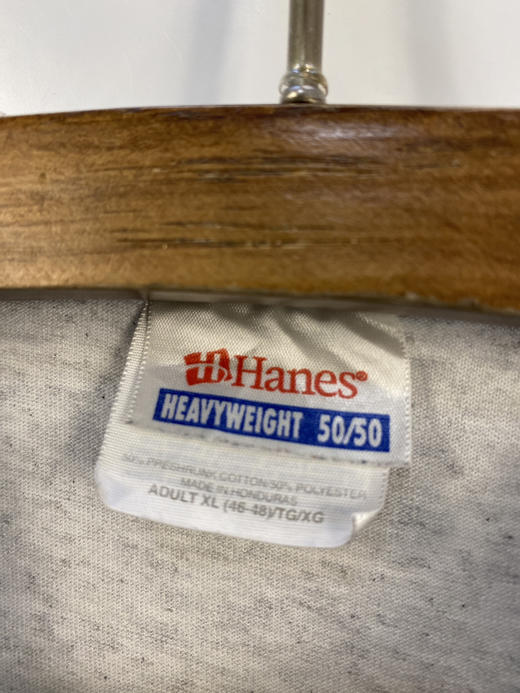 Hanes®
HEAVYWEIGHT 50/50
50% PRESHRUNK COTTON/50% POLYESTER
MADE IN HONDURAS
ADULT XL (46-48)/TG/XG